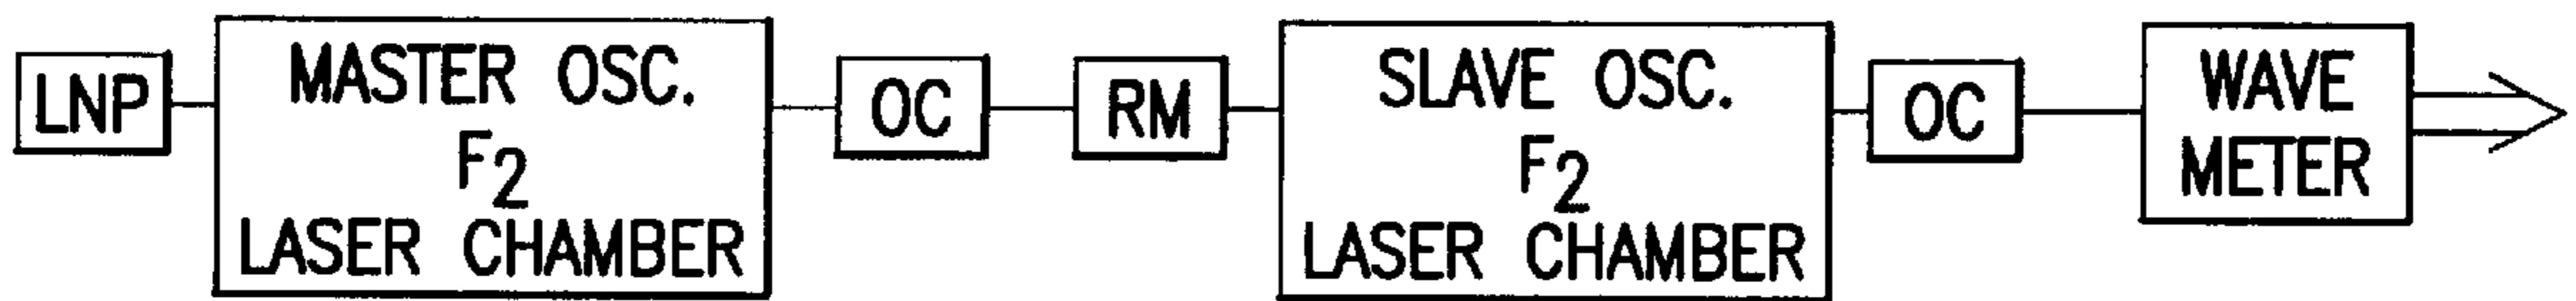 LNP
MASTER OSC.
F2
LASER CHAMBER
OC
RM
SLAVE OSC.
F2
LASER CHAMBER
OC
WAVE
METER